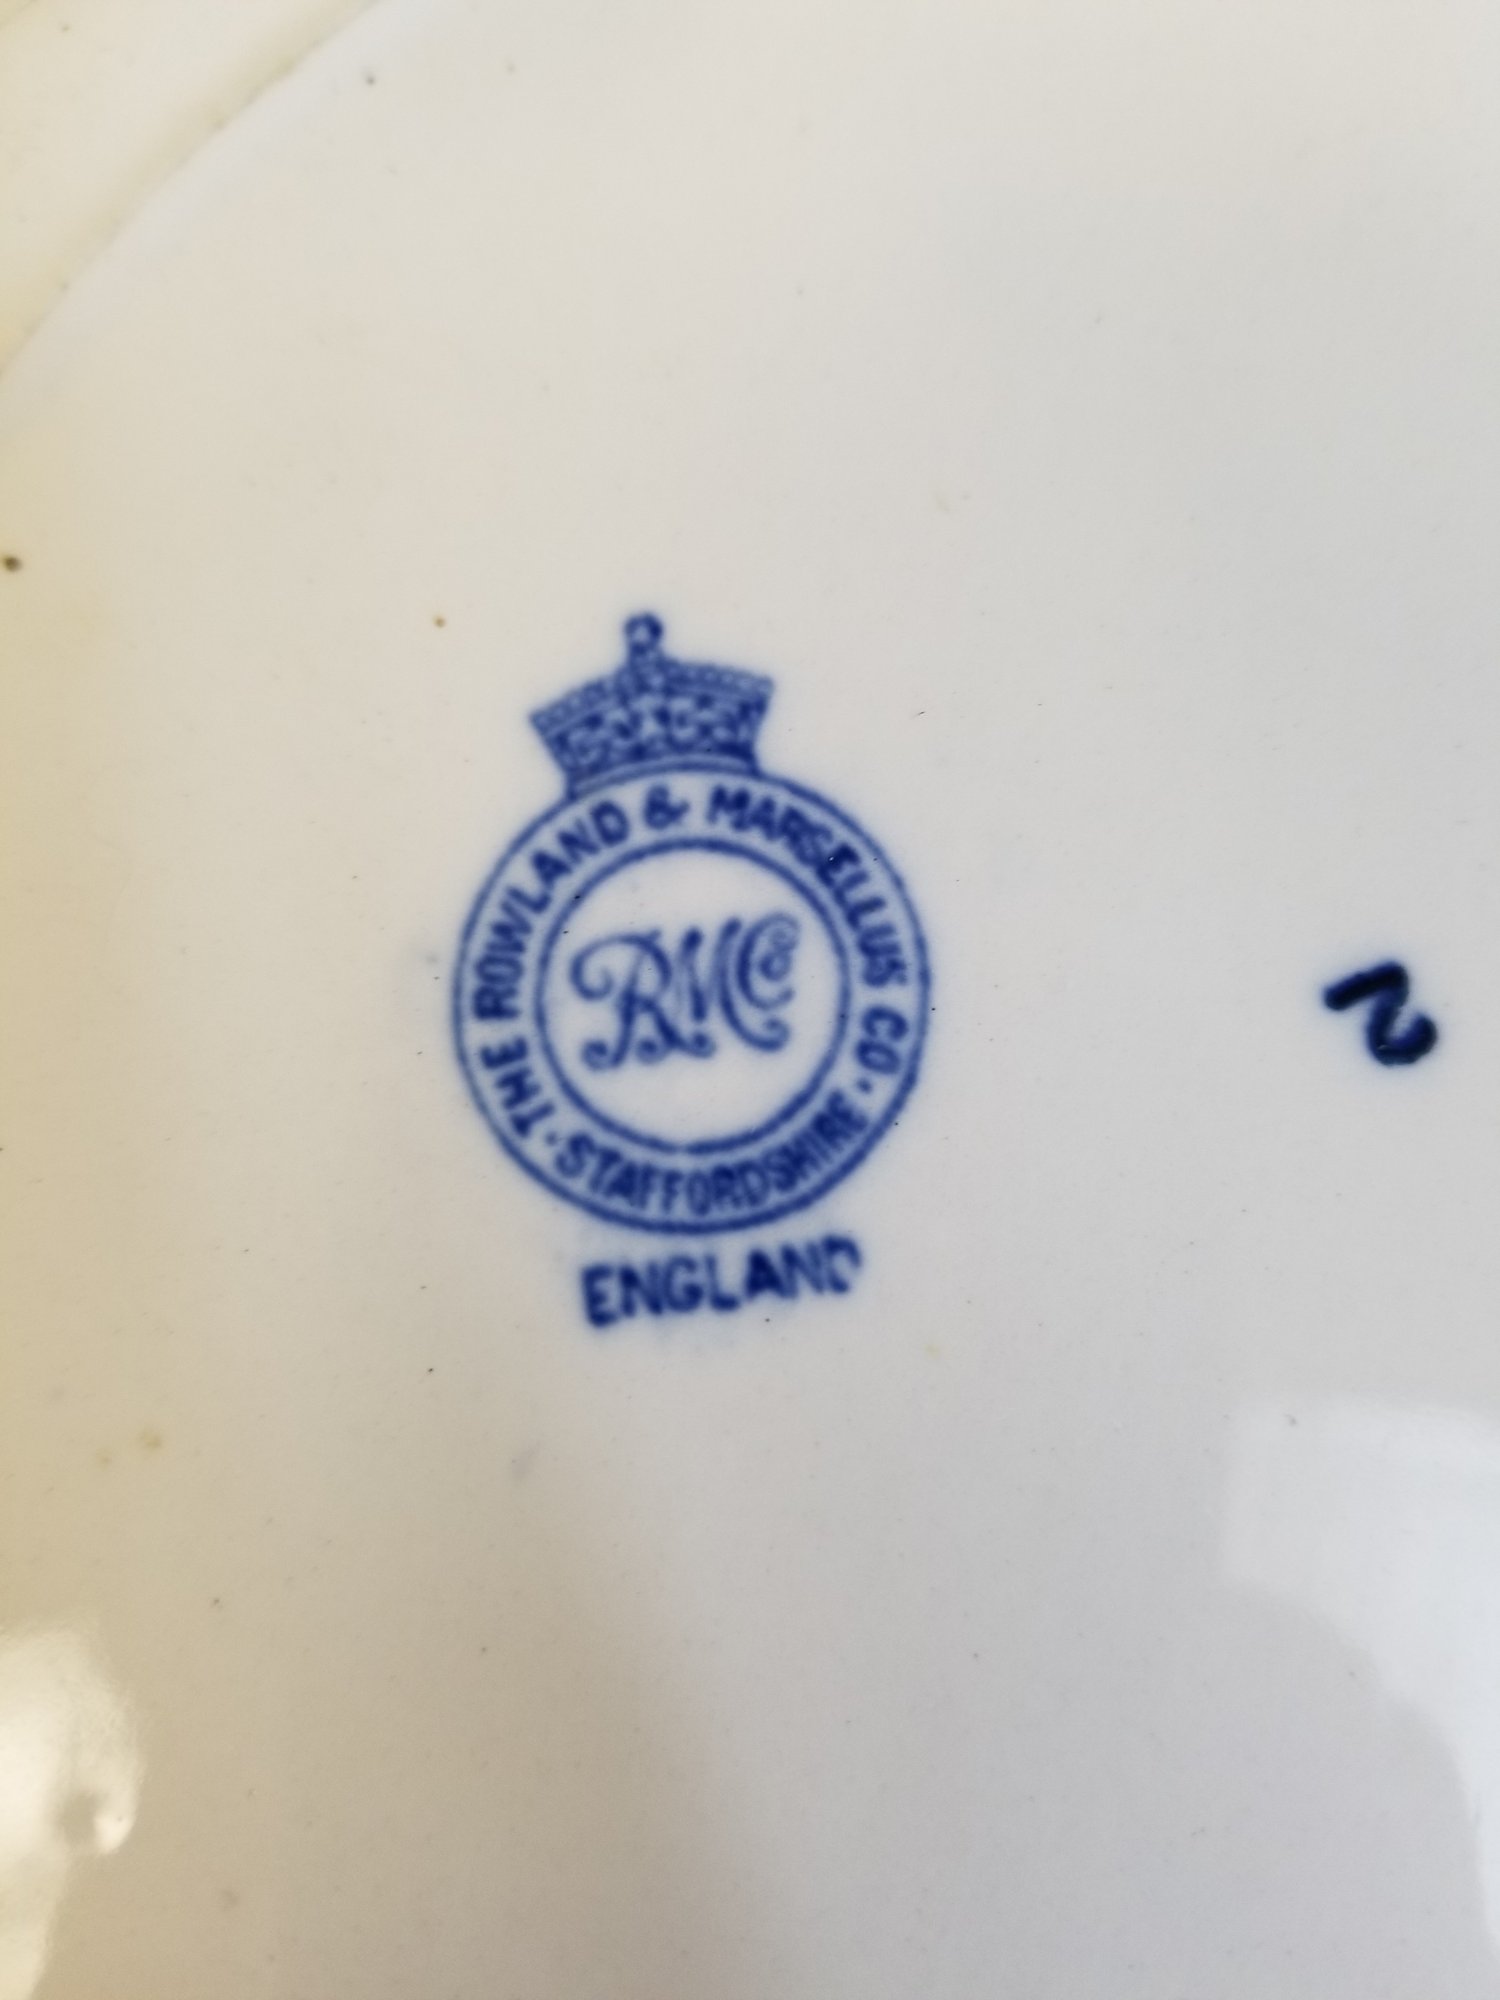 THE ROWLAND & MARSELLUS CO.
RMCo
STAFFORDSHIRE
ENGLAND
2